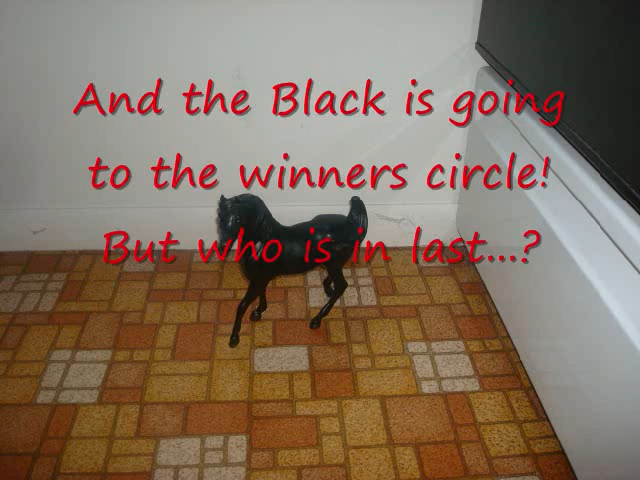 And the Black is going
to the winners circle!
But who is in last...?